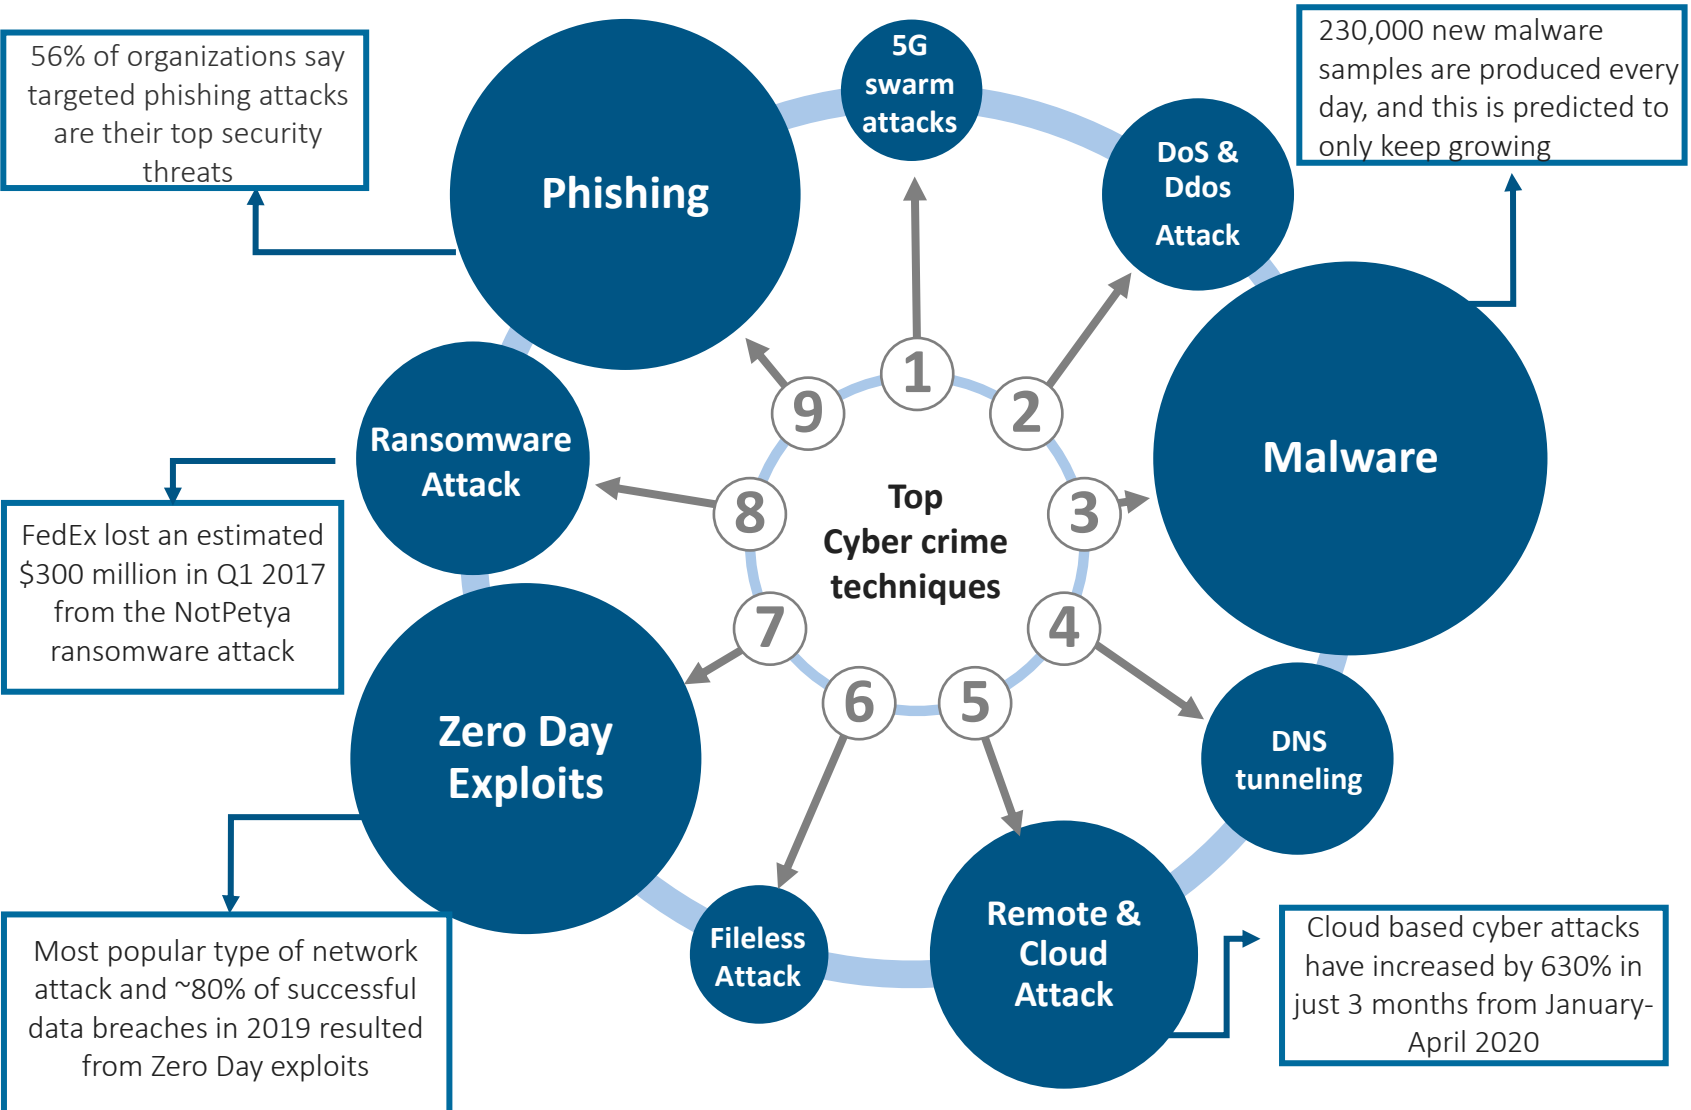 56% of organizations say
targeted phishing attacks
are their top security
threats
Phishing
5G
swarm
attacks
DoS &
Ddos
Attack
230,000 new malware
samples are produced every
day, and this is predicted to
only keep growing
Malware
Ransomware
Attack
FedEx lost an estimated
$300 million in Q1 2017
from the NotPetya
ransomware attack
1
2
3
4
5
6
7
8
9
Top
Cyber crime
techniques
Zero Day
Exploits
DNS
tunneling
Most popular type of network
attack and ~80% of successful
data breaches in 2019 resulted
from Zero Day exploits
Fileless
Attack
Remote &
Cloud
Attack
Cloud based cyber attacks
have increased by 630% in
just 3 months from January-
April 2020